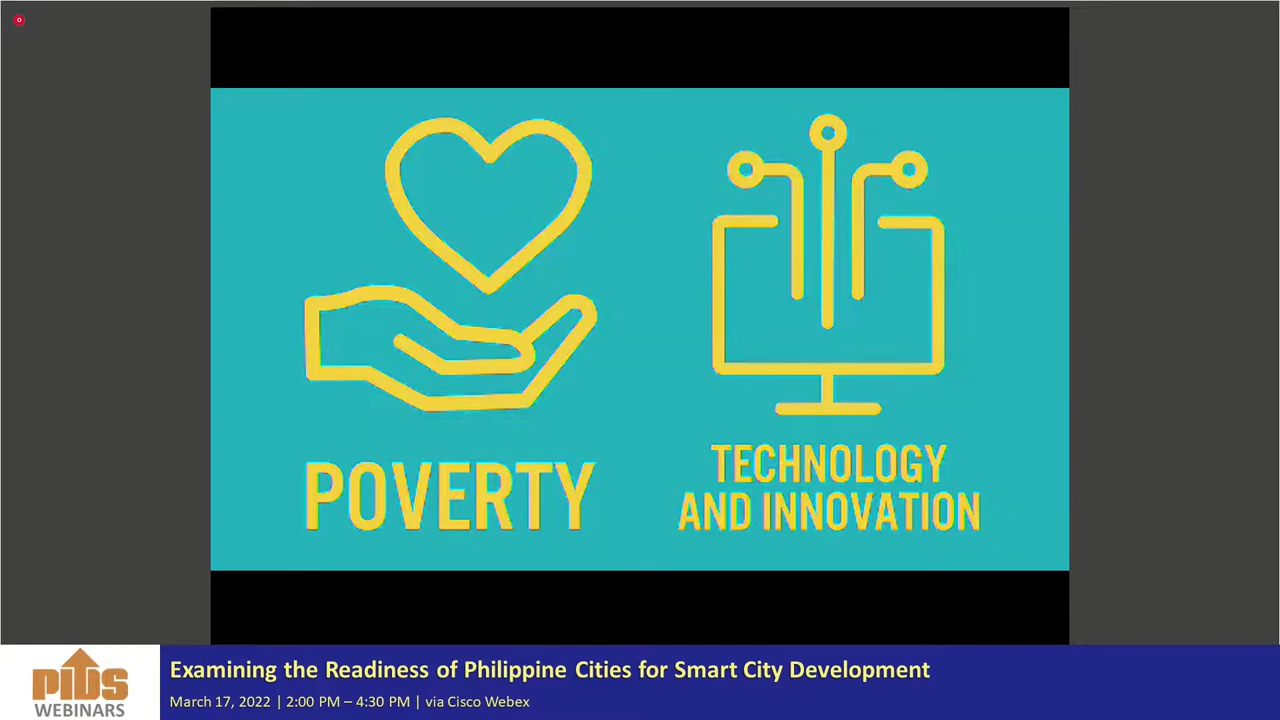 POVERTY
TECHNOLOGY
AND INNOVATION
PIDS
WEBINARS
Examining the Readiness of Philippine Cities for Smart City Development
March 17, 2022 | 2:00 PM – 4:30 PM | via Cisco Webex